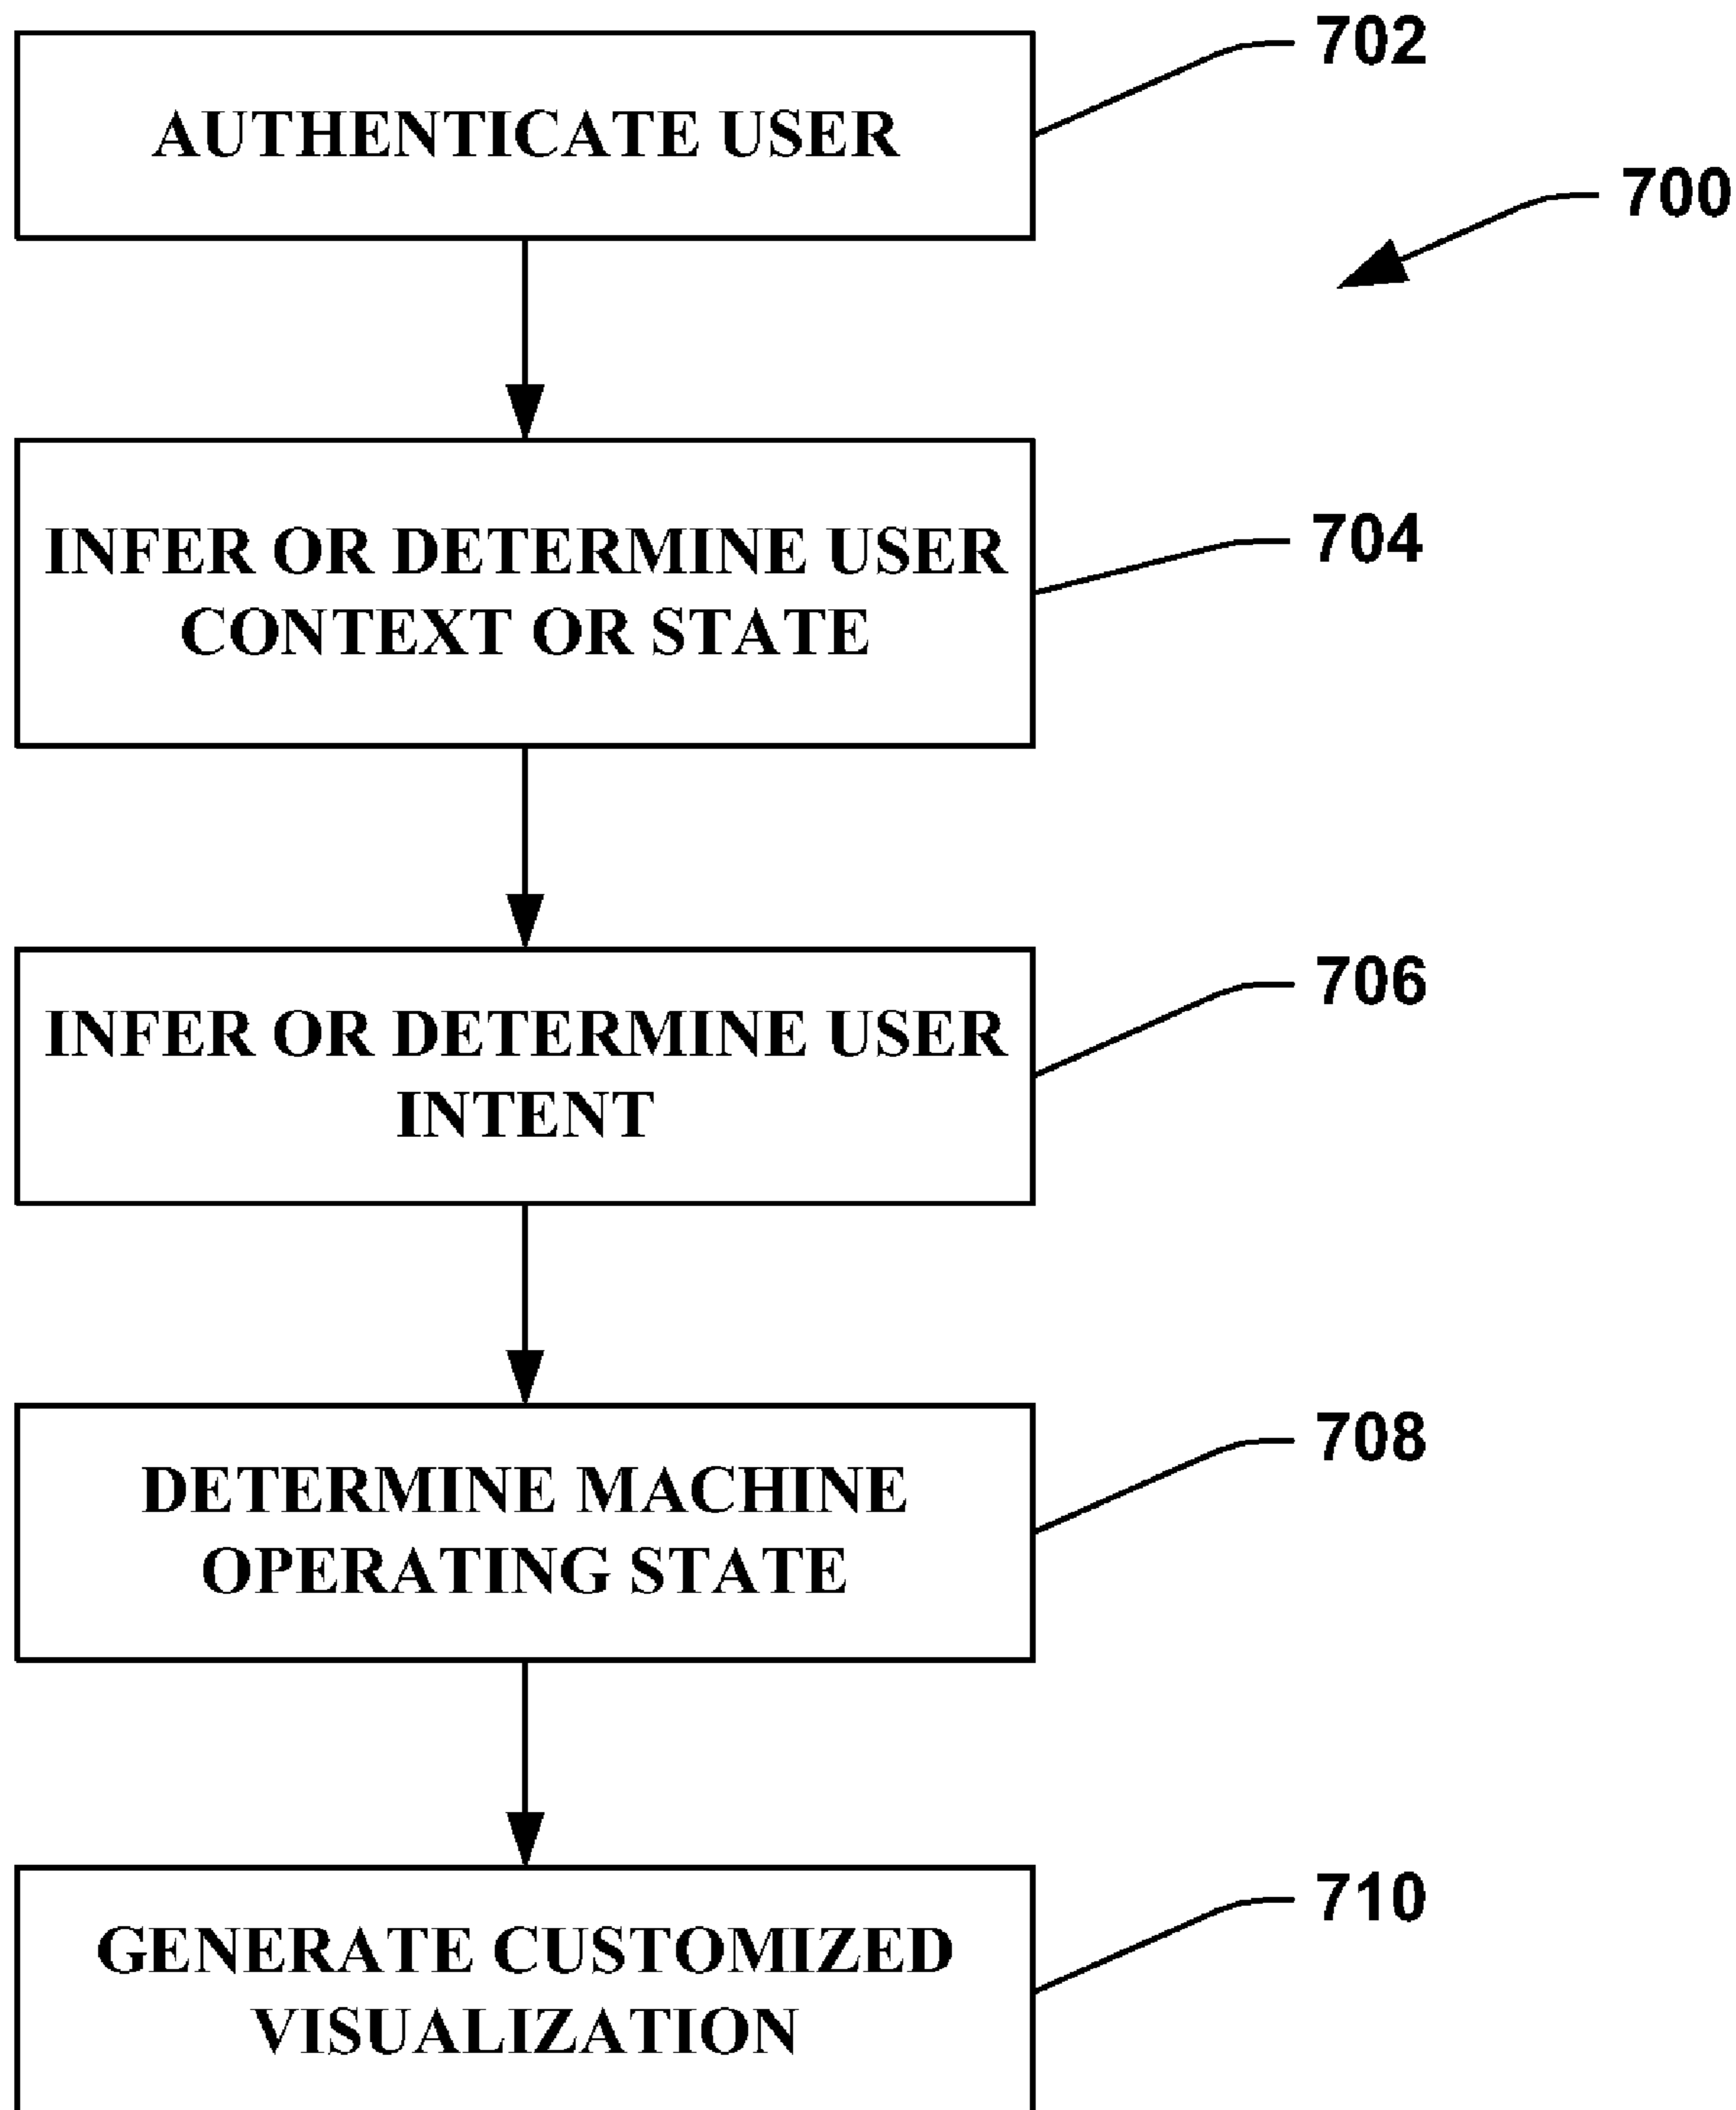 702
AUTHENTICATE USER
700
INFER OR DETERMINE USER
CONTEXT OR STATE
704
INFER OR DETERMINE USER
INTENT
706
DETERMINE MACHINE
OPERATING STATE
708
GENERATE CUSTOMIZED
VISUALIZATION
710